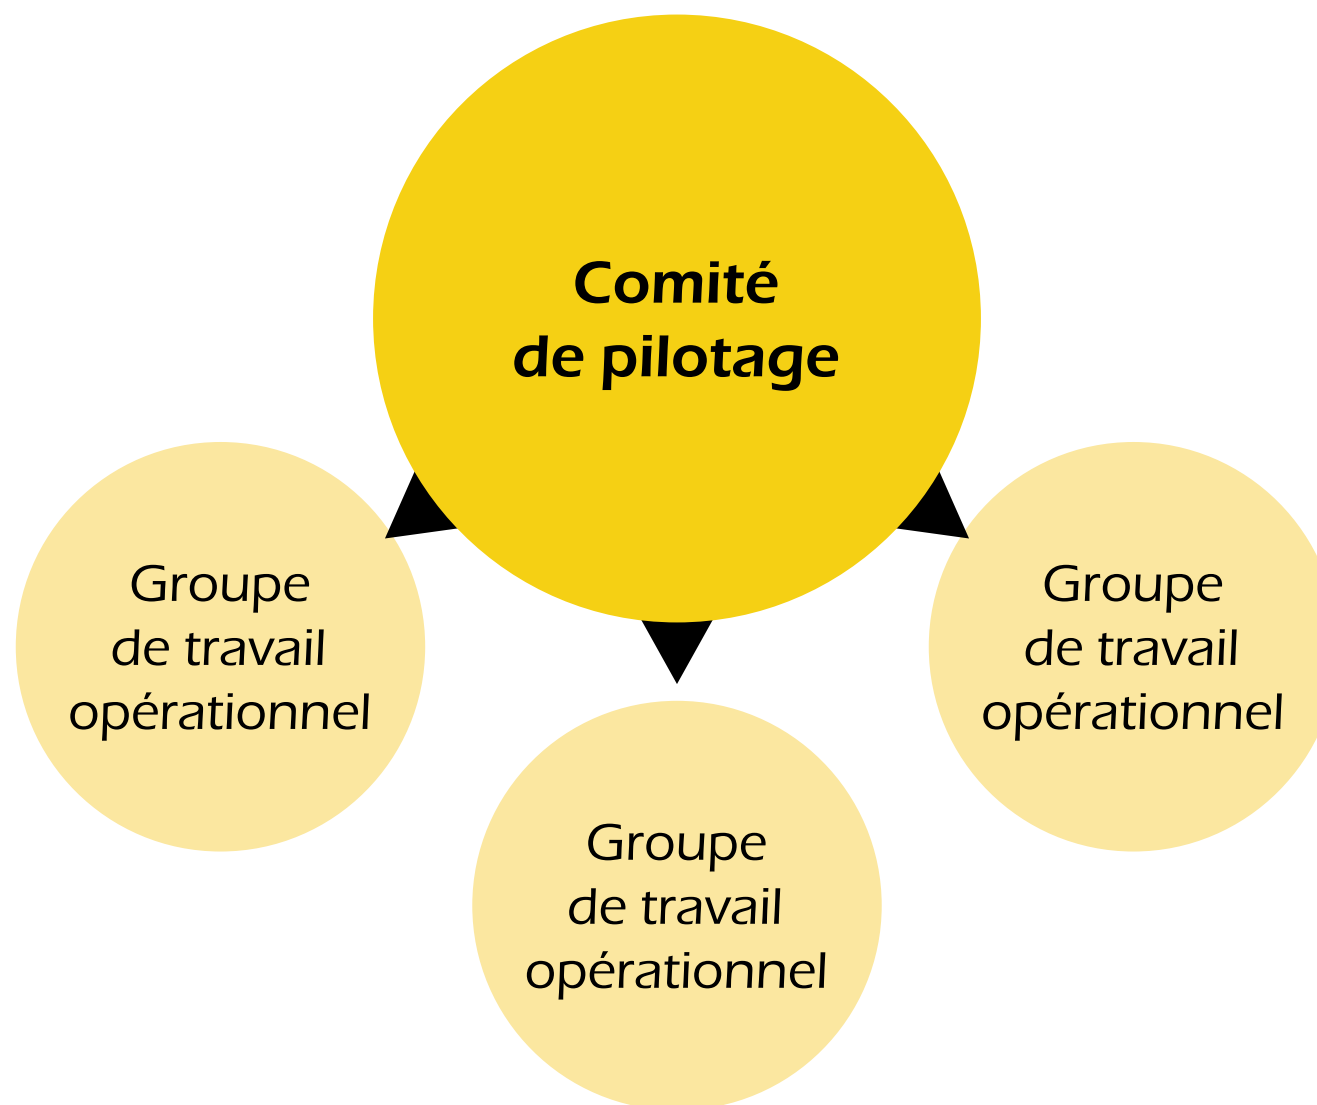 Comité
de pilotage
Groupe
de travail
opérationnel
Groupe
de travail
opérationnel
Groupe
de travail
opérationnel